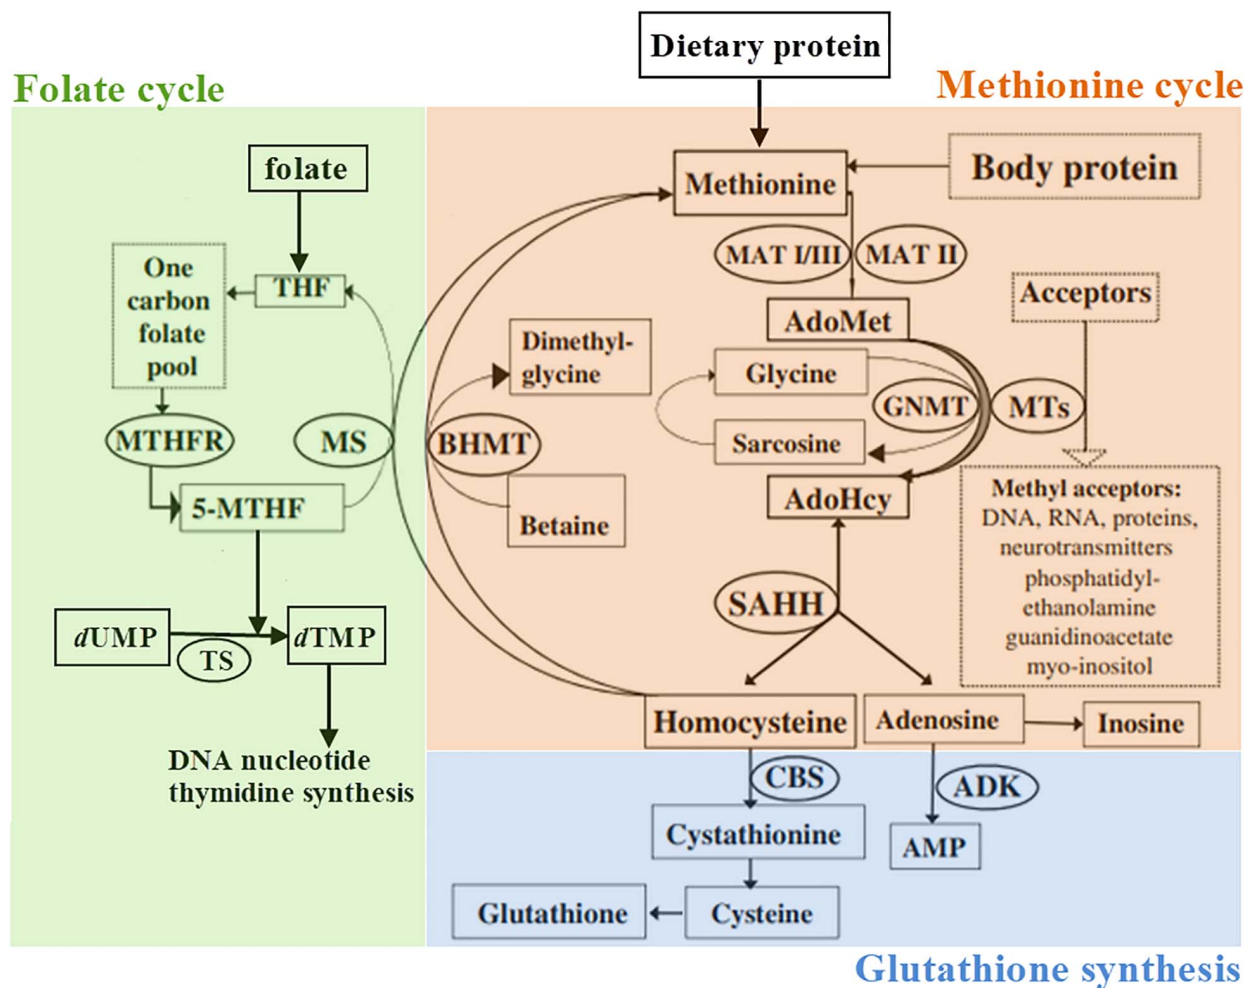 Dietary protein
Folate cycle
Methionine cycle
folate
Methionine
Body protein
One
carbon
folate
pool
THF
MAT I/III
MAT II
AdoMet
Acceptors
Dimethyl-
glycine
Glycine
GNMT
MTs
MTHFR
MS
BHMT
Sarcosine
5-MTHF
Betaine
AdoHcy
Methyl acceptors:
DNA, RNA, proteins,
neurotransmitters
phosphatidyl-
ethanolamine
guanidinoacetate
myo-inositol
SAHH
dUMP
TS
dTMP
Homocysteine
Adenosine
Inosine
DNA nucleotide
thymidine synthesis
CBS
ADK
Cystathionine
AMP
Glutathione
Cysteine
Glutathione synthesis